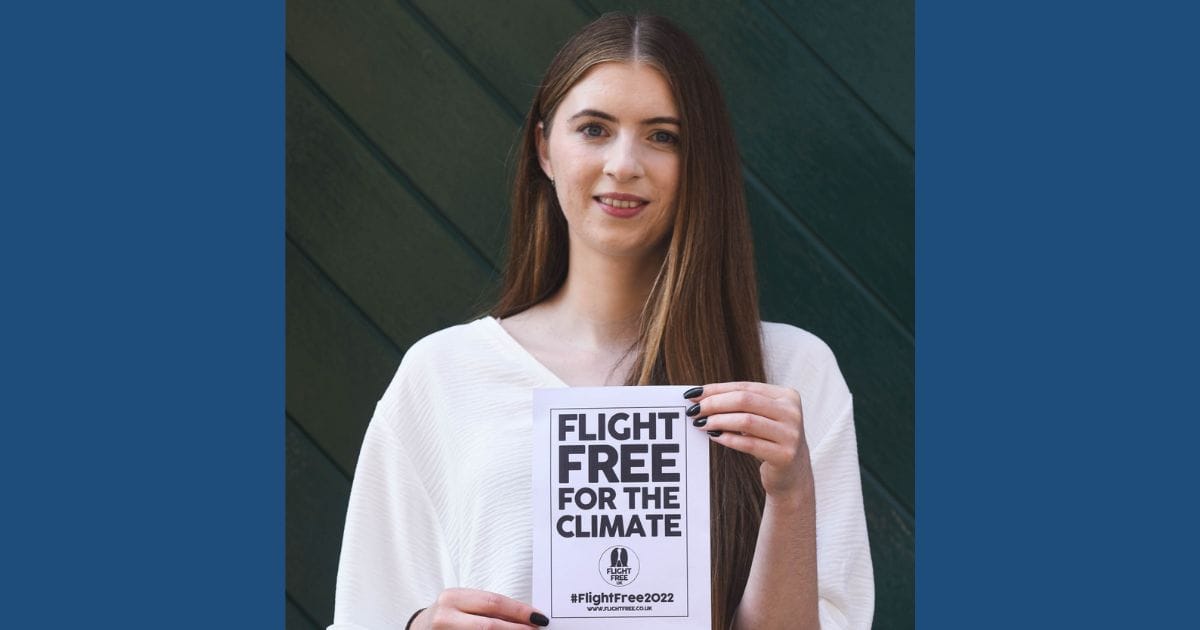 FLIGHT
FREE
FOR THE
CLIMATE
FLIGHT
FREE
UK
#FlightFree2022
WWW.FLIGHTFREE.CO.UK